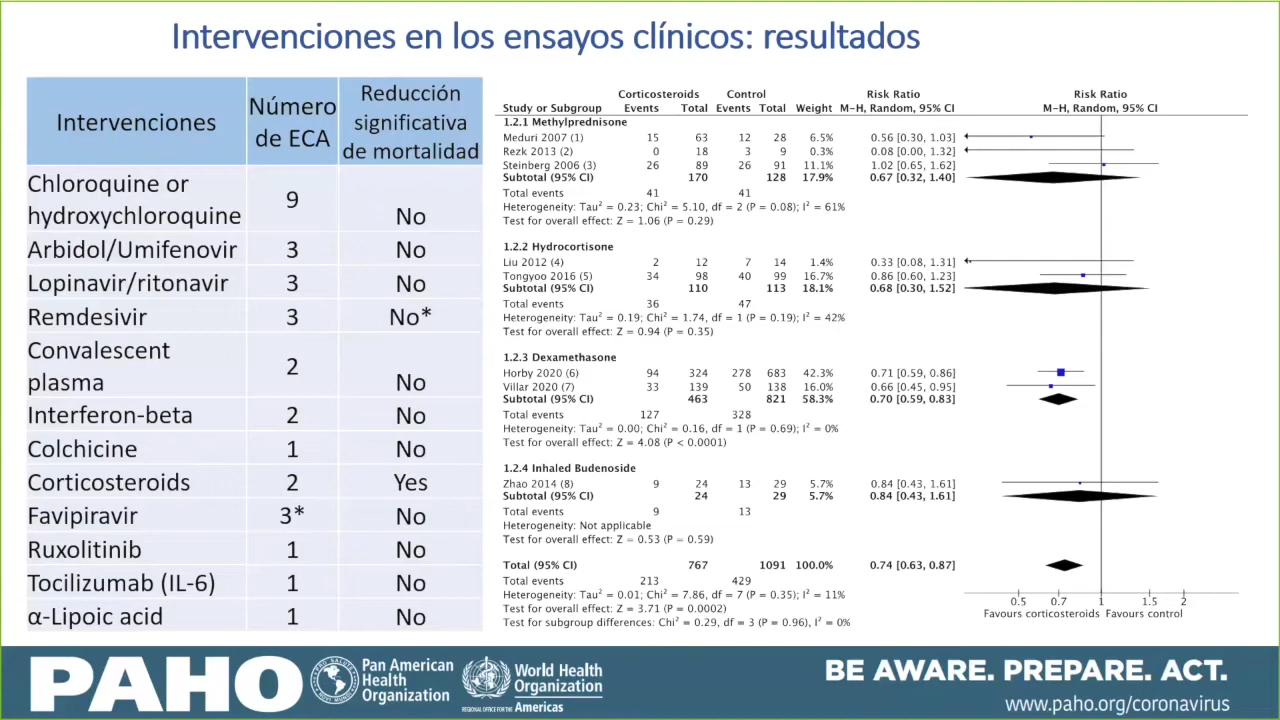 Intervenciones en los ensayos clínicos: resultados
Intervenciones
Número
de ECA
Reducción
significativa
de mortalidad
Chloroquine or
hydroxychloroquine
9
No
Arbidol/Umifenovir 3 No
Lopinavir/ritonavir 3 No
Remdesivir 3 No*
Convalescent
plasma
2
No
Interferon-beta 2 No
Colchicine 1 No
Corticosteroids 2 Yes
Favipiravir 3* No
Ruxolitinib 1 No
Tocilizumab (IL-6) 1 No
α-Lipoic acid 1 No
Corticosteroids Control Risk Ratio Risk Ratio
Study or Subgroup Events Total Events Total Weight M-H, Random, 95% CI M-H, Random, 95% CI
1.2.1 Methylprednisone
Meduri 2007 (1) 15 63 12 28 6.5% 0.56 [0.30, 1.03]
Rezk 2013 (2) 0 18 3 9 0.3% 0.08 [0.00, 1.32]
Steinberg 2006 (3) 26 89 26 91 11.1% 1.02 [0.65, 1.62]
Subtotal (95% CI) 170 128 17.9% 0.67 [0.32, 1.40]
Total events 41 41
Heterogeneity: Tau² = 0.23; Chi² = 5.10, df = 2 (P = 0.08); I² = 61%
Test for overall effect: Z = 1.06 (P = 0.29)
1.2.2 Hydrocortisone
Liu 2012 (4) 2 12 7 14 1.4% 0.33 [0.08, 1.31]
Tongyoo 2016 (5) 34 98 40 99 16.7% 0.86 [0.60, 1.23]
Subtotal (95% CI) 110 113 18.1% 0.68 [0.30, 1.52]
Total events 36 47
Heterogeneity: Tau² = 0.19; Chi² = 1.74, df = 1 (P = 0.19); I² = 42%
Test for overall effect: Z = 0.94 (P = 0.35)
1.2.3 Dexamethasone
Horby 2020 (6) 94 324 278 683 42.3% 0.71 [0.59, 0.86]
Villar 2020 (7) 33 139 50 138 16.0% 0.66 [0.45, 0.95]
Subtotal (95% CI) 463 821 58.3% 0.70 [0.59, 0.83]
Total events 127 328
Heterogeneity: Tau² = 0.00; Chi² = 0.16, df = 1 (P = 0.69); I² = 0%
Test for overall effect: Z = 4.08 (P < 0.0001)
1.2.4 Inhaled Budenoside
Zhao 2014 (8) 9 24 13 29 5.7% 0.84 [0.43, 1.61]
Subtotal (95% CI) 24 29 5.7% 0.84 [0.43, 1.61]
Total events 9 13
Heterogeneity: Not applicable
Test for overall effect: Z = 0.53 (P = 0.59)
Total (95% CI) 767 1091 100.0% 0.74 [0.63, 0.87]
Total events 213 429
Heterogeneity: Tau² = 0.01; Chi² = 7.86, df = 7 (P = 0.35); I² = 11%
Test for overall effect: Z = 3.71 (P = 0.0002)
Test for subgroup differences: Chi² = 0.29, df = 3 (P = 0.96), I² = 0%
0.5 0.7 1 1.5 2
Favours corticosteroids Favours control
PAHO
Pan American
Health
Organization
World Health
Organization
REGIONAL OFFICE FOR THE Americas
BE AWARE. PREPARE. ACT.
www.paho.org/coronavirus